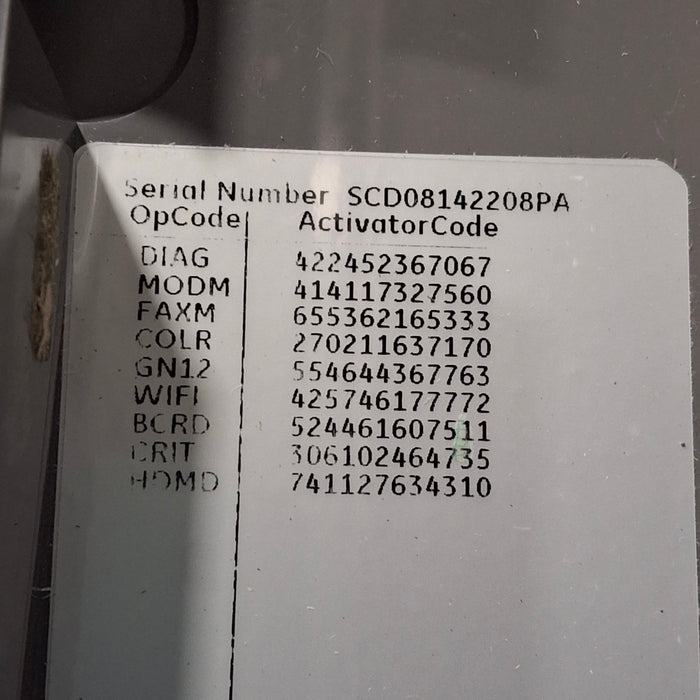 Serial Number SCD08142208PA
OpCode ActivatorCode
DIAG 422452367067
MODM 414117327560
FAXM 655362165333
COLR 270211637170
GN12 554644367763
WIFI 425746177772
BCRD 524461607511
CRIT 306102464735
HDMD 741127634310